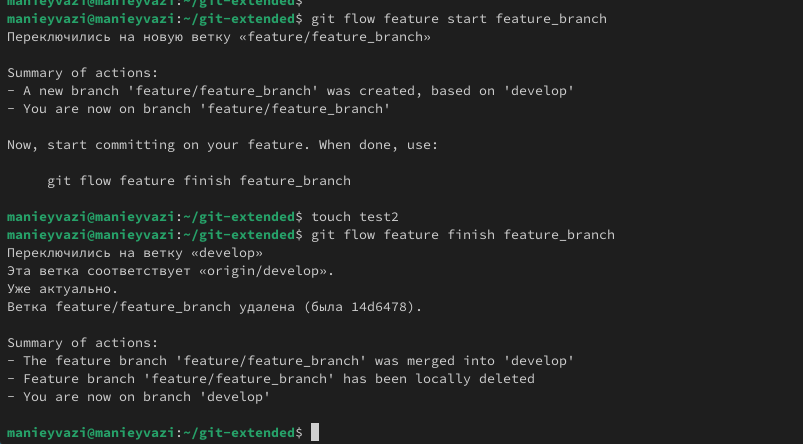 manieyvazi@manieyvazi:~/git-extended$
manieyvazi@manieyvazi:~/git-extended$ git flow feature start feature_branch
Переключились на новую ветку «feature/feature_branch»
Summary of actions:
- A new branch 'feature/feature_branch' was created, based on 'develop'
- You are now on branch 'feature/feature_branch'
Now, start committing on your feature. When done, use:
git flow feature finish feature_branch
manieyvazi@manieyvazi:~/git-extended$ touch test2
manieyvazi@manieyvazi:~/git-extended$ git flow feature finish feature_branch
Переключились на ветку «develop»
Эта ветка соответствует «origin/develop».
Уже актуально.
Ветка feature/feature_branch удалена (была 14d6478).
Summary of actions:
- The feature branch 'feature/feature_branch' was merged into 'develop'
- Feature branch 'feature/feature_branch' has been locally deleted
- You are now on branch 'develop'
manieyvazi@manieyvazi:~/git-extended$